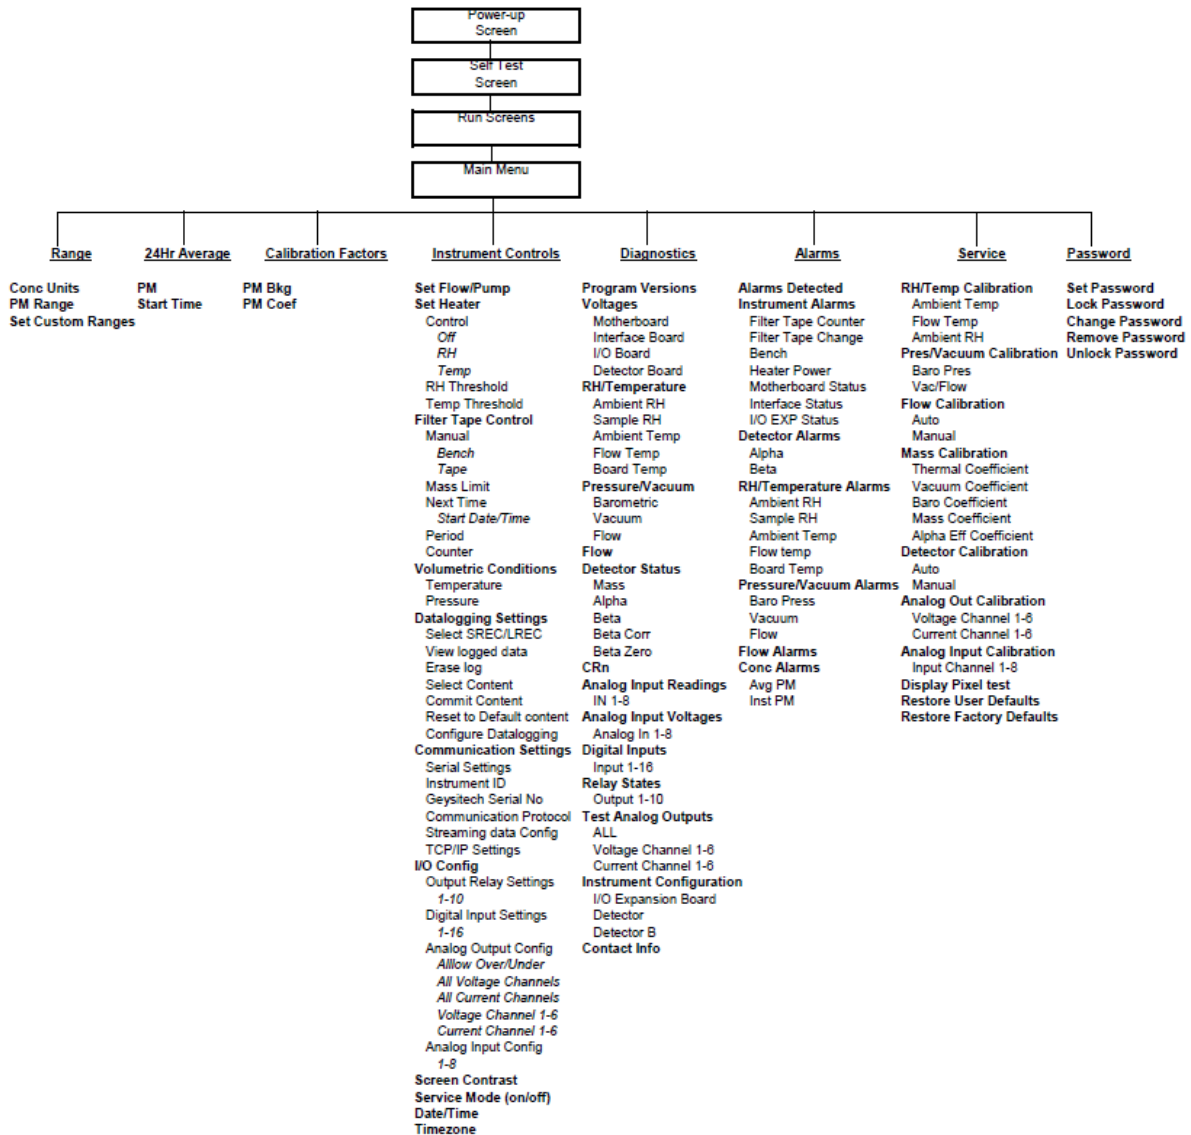 Power-up
Screen
Self Test
Screen
Run Screens
Main Menu
Range
Conc Units
PM Range
Set Custom Ranges
24Hr Average
PM
Start Time
Calibration Factors
PM Bkg
PM Coef
Instrument Controls
Set Flow/Pump
Set Heater
Control
Off
RH
Temp
RH Threshold
Temp Threshold
Filter Tape Control
Manual
Bench
Tape
Mass Limit
Next Time
Start Date/Time
Period
Counter
Volumetric Conditions
Temperature
Pressure
Datalogging Settings
Select SREC/LREC
View logged data
Erase log
Select Content
Commit Content
Reset to Default content
Configure Datalogging
Communication Settings
Serial Settings
Instrument ID
Geysitech Serial No
Communication Protocol
Streaming data Config
TCP/IP Settings
I/O Config
Output Relay Settings
1-10
Digital Input Settings
1-16
Analog Output Config
Alllow Over/Under
All Voltage Channels
All Current Channels
Voltage Channel 1-6
Current Channel 1-6
Analog Input Config
1-8
Screen Contrast
Service Mode (on/off)
Date/Time
Timezone
Diagnostics
Program Versions
Voltages
Motherboard
Interface Board
I/O Board
Detector Board
RH/Temperature
Ambient RH
Sample RH
Ambient Temp
Flow Temp
Board Temp
Pressure/Vacuum
Barometric
Vacuum
Flow
Flow
Detector Status
Mass
Alpha
Beta
Beta Corr
Beta Zero
CRn
Analog Input Readings
IN 1-8
Analog Input Voltages
Analog In 1-8
Digital Inputs
Input 1-16
Relay States
Output 1-10
Test Analog Outputs
ALL
Voltage Channel 1-6
Current Channel 1-6
Instrument Configuration
I/O Expansion Board
Detector
Detector B
Contact Info
Alarms
Alarms Detected
Instrument Alarms
Filter Tape Counter
Filter Tape Change
Bench
Heater Power
Motherboard Status
Interface Status
I/O EXP Status
Detector Alarms
Alpha
Beta
RH/Temperature Alarms
Ambient RH
Sample RH
Ambient Temp
Flow temp
Board Temp
Pressure/Vacuum Alarms
Baro Press
Vacuum
Flow
Flow Alarms
Conc Alarms
Avg PM
Inst PM
Service
RH/Temp Calibration
Ambient Temp
Flow Temp
Ambient RH
Pres/Vacuum Calibration
Baro Pres
Vac/Flow
Flow Calibration
Auto
Manual
Mass Calibration
Thermal Coefficient
Vacuum Coefficient
Baro Coefficient
Mass Coefficient
Alpha Eff Coefficient
Detector Calibration
Auto
Manual
Analog Out Calibration
Voltage Channel 1-6
Current Channel 1-6
Analog Input Calibration
Input Channel 1-8
Display Pixel test
Restore User Defaults
Restore Factory Defaults
Password
Set Password
Lock Password
Change Password
Remove Password
Unlock Password